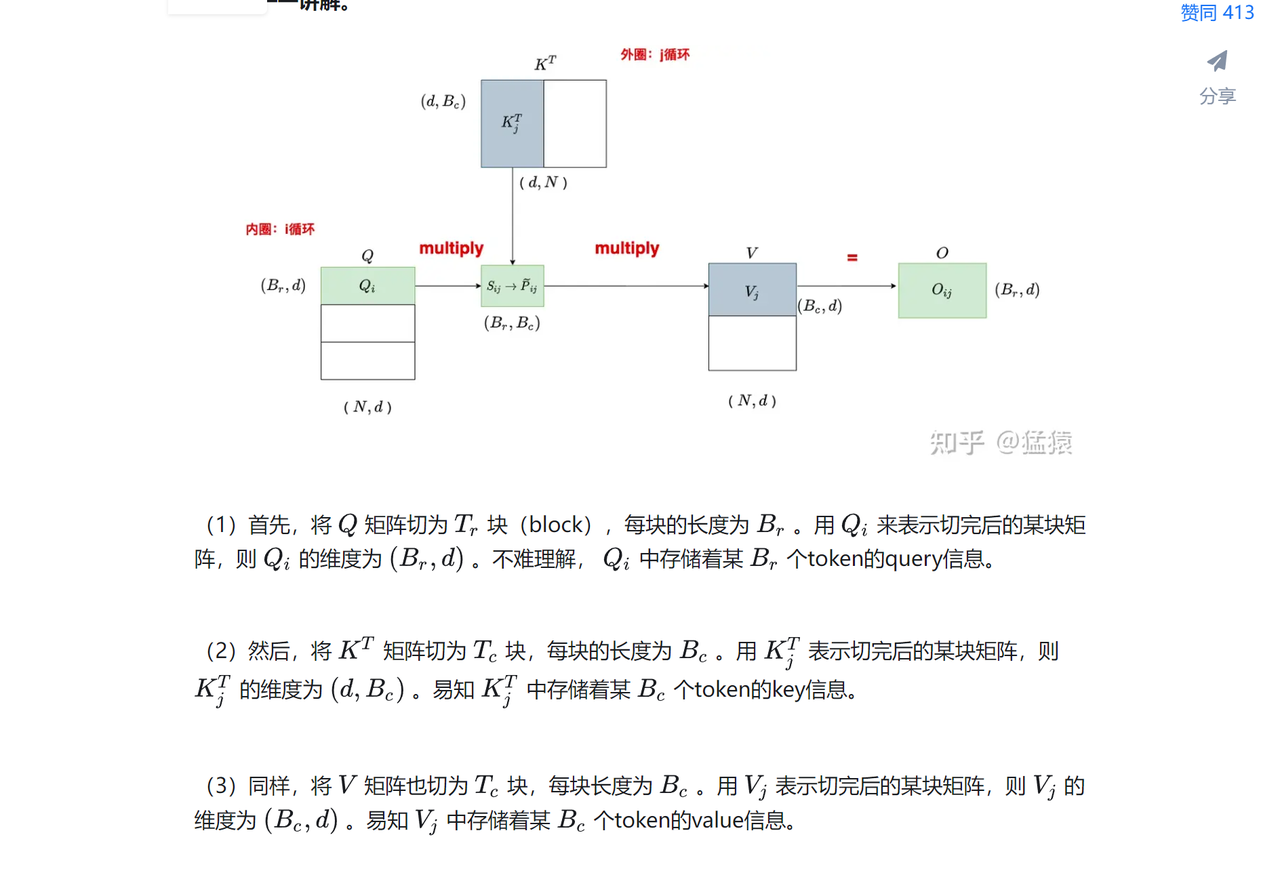 一一讲解。
赞同 413
分享
外圈：j循环
K^T
(d, B_c)
K_j^T
(d, N)
内圈：i循环
multiply
multiply
Q
V
=
O
(B_r, d)
Q_i
S_ij → P̃_ij
V_j
O_ij
(B_r, d)
(B_c, d)
(B_r, B_c)
(N, d)
(N, d)
知乎 @猛猿
（1）首先，将 Q 矩阵切为 T_r 块（block），每块的长度为 B_r 。用 Q_i 来表示切完后的某块矩
阵，则 Q_i 的维度为 (B_r, d) 。不难理解， Q_i 中存储着某 B_r 个token的query信息。
（2）然后，将 K^T 矩阵切为 T_c 块，每块的长度为 B_c 。用 K_j^T 表示切完后的某块矩阵，则
K_j^T 的维度为 (d, B_c) 。易知 K_j^T 中存储着某 B_c 个token的key信息。
（3）同样，将 V 矩阵也切为 T_c 块，每块长度为 B_c 。用 V_j 表示切完后的某块矩阵，则 V_j 的
维度为 (B_c, d) 。易知 V_j 中存储着某 B_c 个token的value信息。